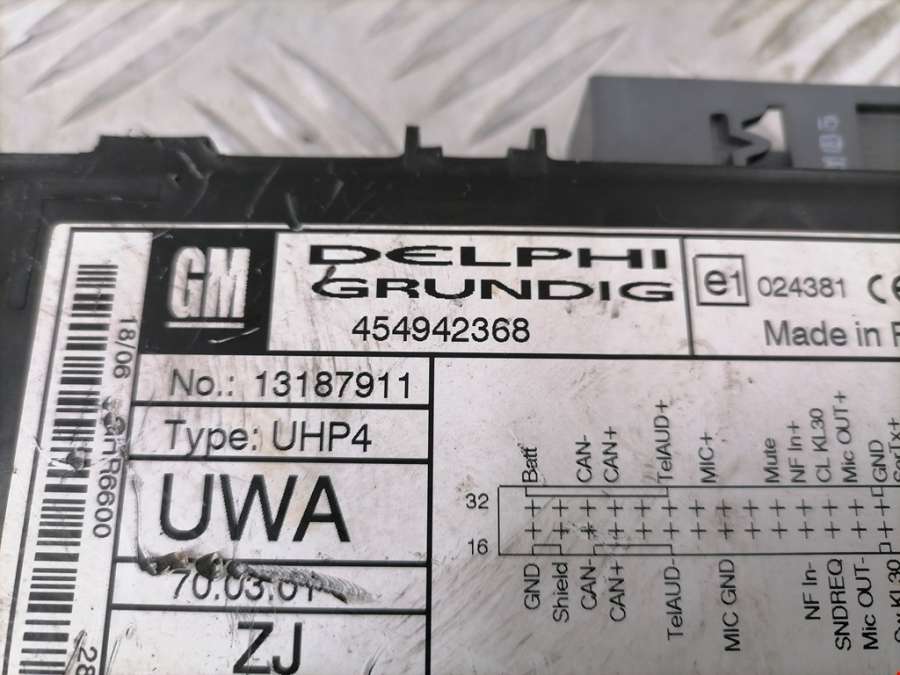 GM
DELPHI
GRUNDIG
454942368
e1
024381
CE
Made in
No.: 13187911
Type: UHP4
UWA
70.03.01
ZJ
18/06
28
Batt
CAN-
CAN+
TelAUD+
MIC+
Mute
NF In+
CL KL30
Mic OUT+
GND
32
16
GND
Shield
CAN-
CAN+
TelAUD-
MIC GND
NF In-
SNDREQ
Mic OUT-